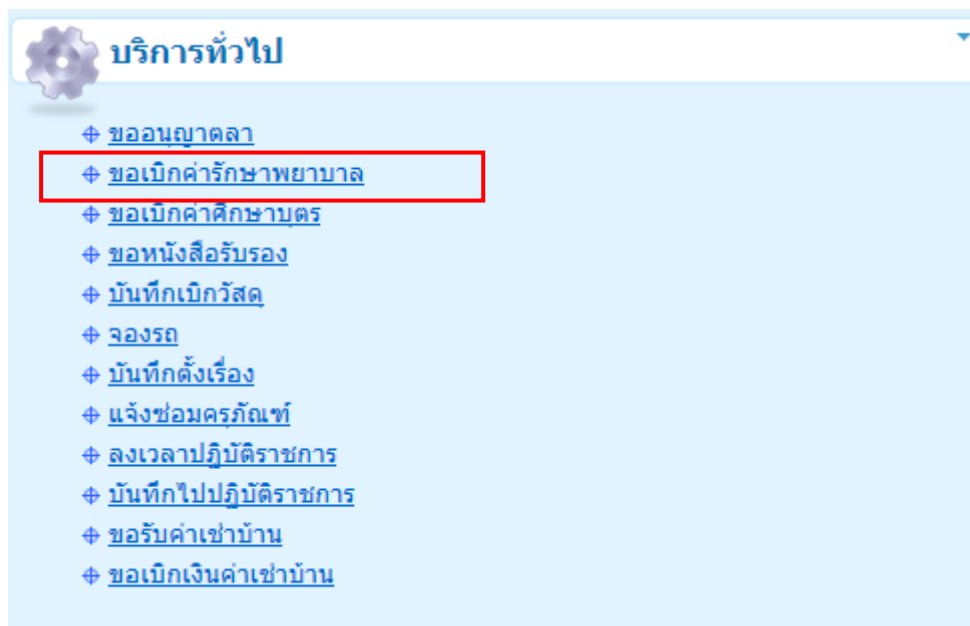 บริการทั่วไป
ขออนุญาตลา
ขอเบิกค่ารักษาพยาบาล
ขอเบิกค่าศึกษาบุตร
ขอหนังสือรับรอง
บันทึกเบิกวัสดุ
จองรถ
บันทึกตั้งเรื่อง
แจ้งซ่อมครุภัณฑ์
ลงเวลาปฏิบัติราชการ
บันทึกไปปฏิบัติราชการ
ขอรับค่าเช่าบ้าน
ขอเบิกเงินค่าเช่าบ้าน